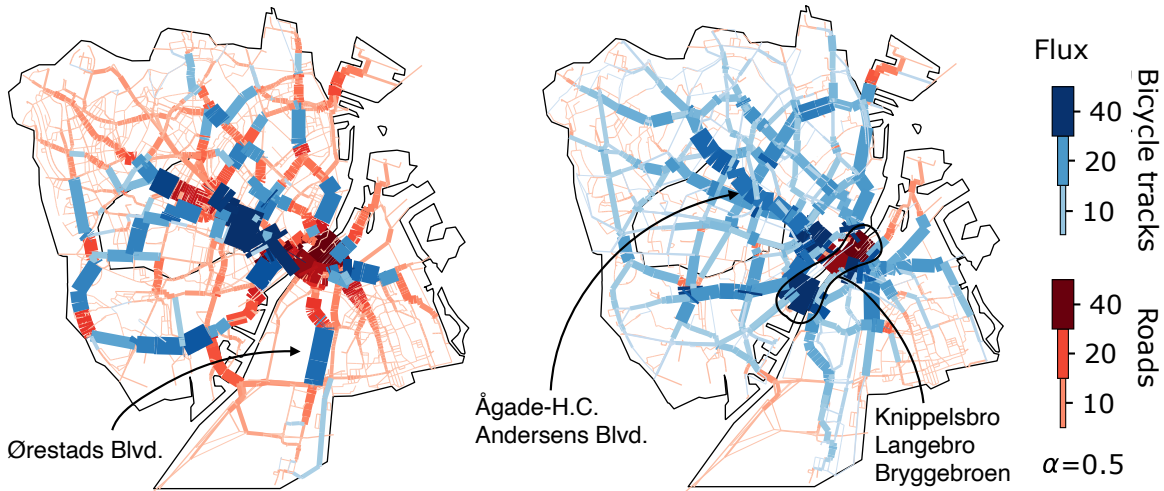 Ørestads Blvd.
Ågade-H.C.
Andersens Blvd.
Knippelsbro
Langebro
Bryggebroen
Flux
40
20
10
Bicycle tracks
40
20
10
Roads
α=0.5